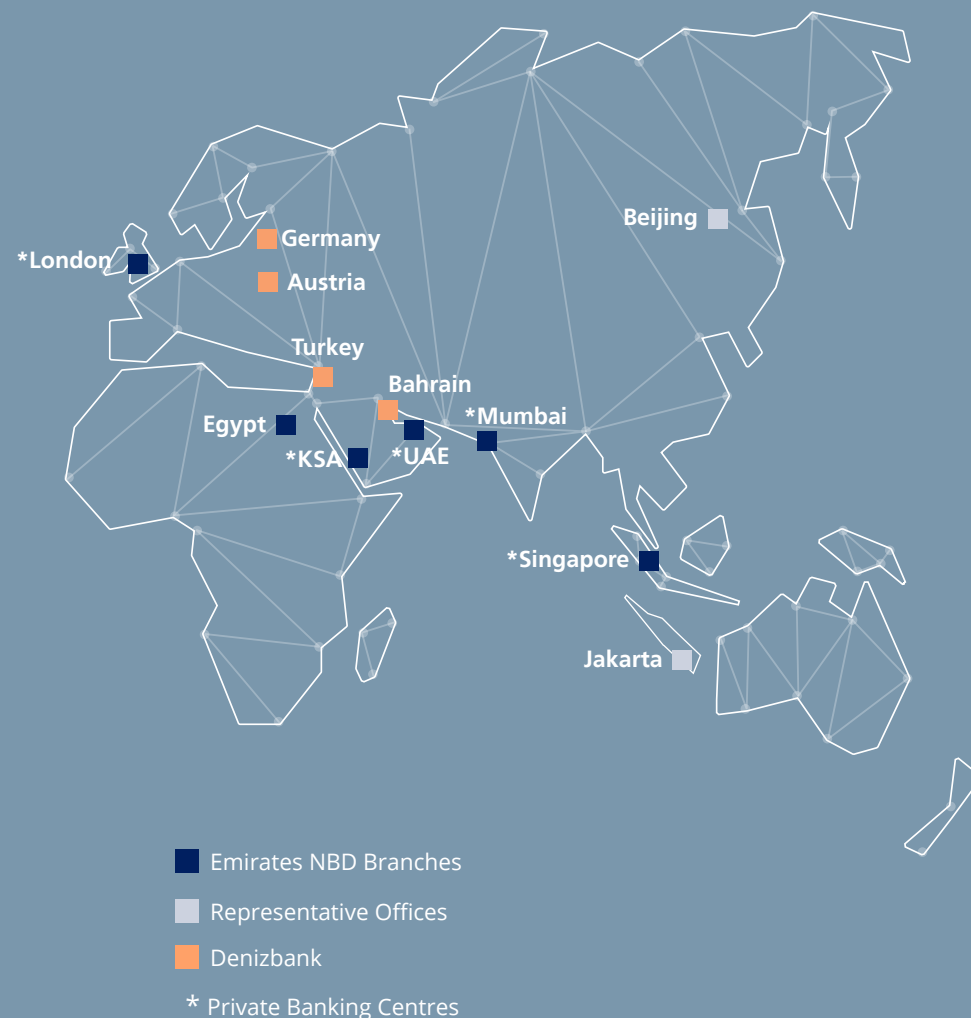 Beijing
Germany
*London
Austria
Turkey
Bahrain
*Mumbai
Egypt
*KSA
*UAE
*Singapore
Jakarta
Emirates NBD Branches
Representative Offices
Denizbank
* Private Banking Centres